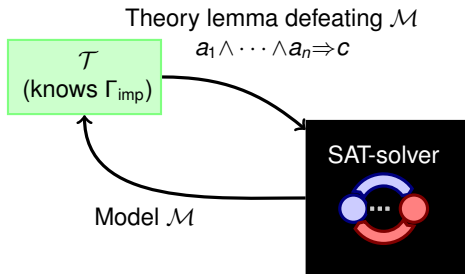 Theory lemma defeating ℳ
a₁∧⋯∧aₙ⇒c
𝒯
(knows Γ_imp)
SAT-solver
...
Model ℳ